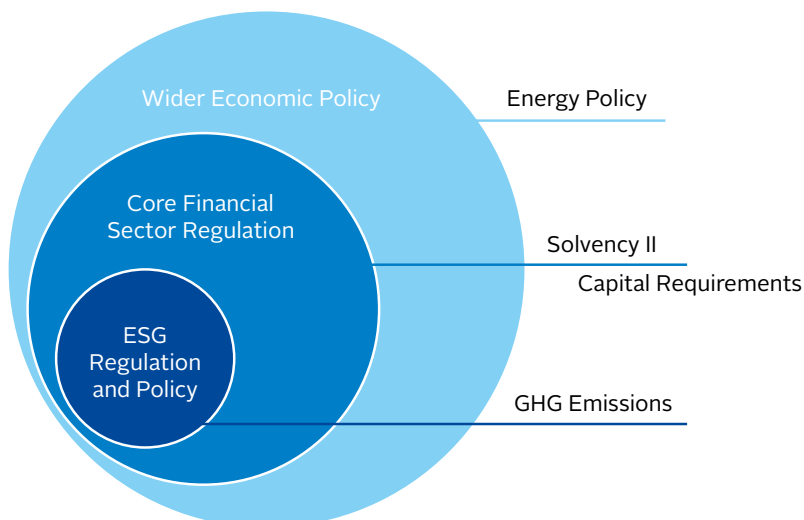 Wider Economic Policy
Energy Policy
Core Financial
Sector Regulation
Solvency II
Capital Requirements
ESG
Regulation
and Policy
GHG Emissions